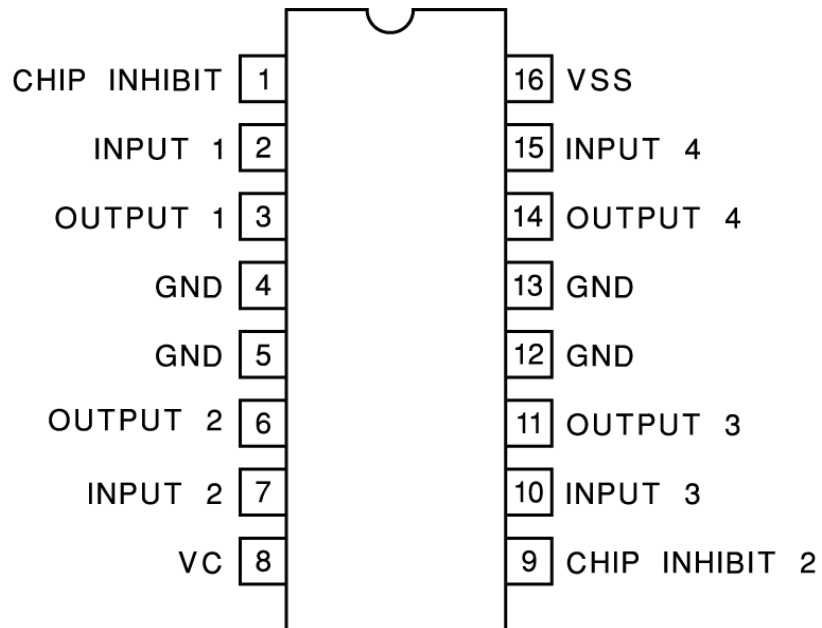 CHIP INHIBIT 1 16 VSS
INPUT 1 2 15 INPUT 4
OUTPUT 1 3 14 OUTPUT 4
GND 4 13 GND
GND 5 12 GND
OUTPUT 2 6 11 OUTPUT 3
INPUT 2 7 10 INPUT 3
VC 8 9 CHIP INHIBIT 2